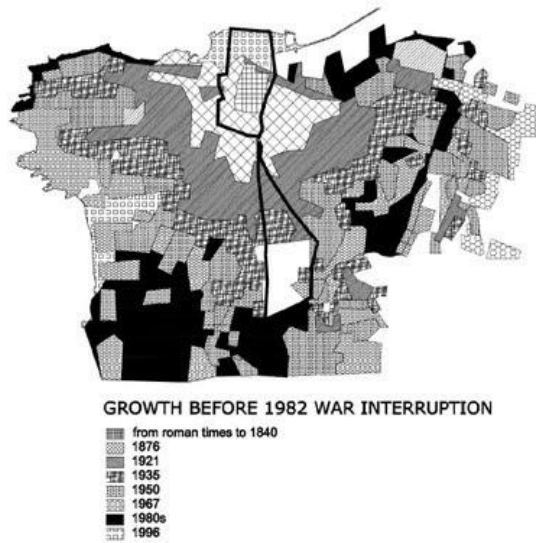 GROWTH BEFORE 1982 WAR INTERRUPTION
from roman times to 1840
1876
1921
1935
1950
1967
1980s
1996